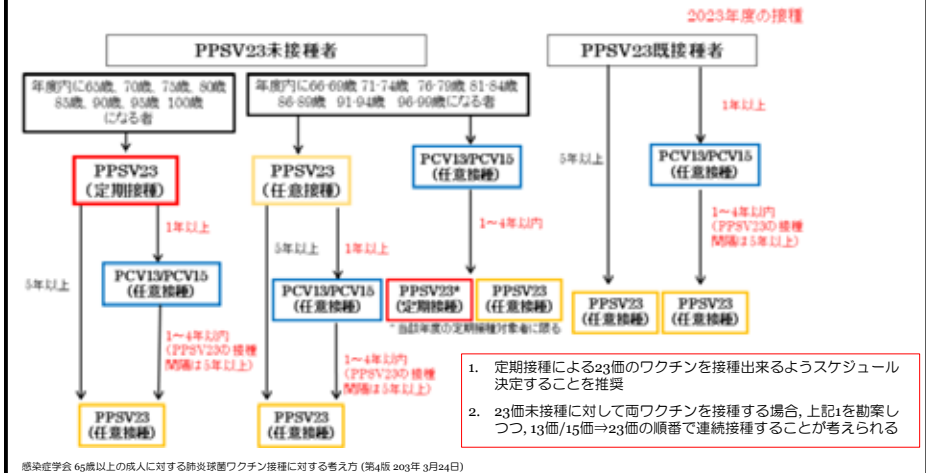 2023年度の接種
PPSV23未接種者
PPSV23既接種者
年度内に65歳, 70歳, 75歳, 80歳
85歳, 90歳, 95歳 100歳
になる者
年度内に66-69歳 71-74歳 76-79歳 81-84歳
86-89歳 91-94歳 96-99歳になる者
PPSV23
(定期接種)
PPSV23
(任意接種)
PCV13/PCV15
(任意接種)
5年以上
1年以上
PCV13/PCV15
(任意接種)
5年以上
1年以上
PCV13/PCV15
(任意接種)
1～4年以内
(PPSV23の接種
間隔は5年以上)
PPSV23
(任意接種)
5年以上
1年以上
PCV13/PCV15
(任意接種)
1～4年以内
(PPSV23の接種
間隔は5年以上)
PPSV23
(任意接種)
1～4年以内
PPSV23*
(定期接種)
PPSV23
(任意接種)
* 当該年度の定期接種対象者に限る
1～4年以内
(PPSV23の接種
間隔は5年以上)
PPSV23
(任意接種)
PPSV23
(任意接種)
1. 定期接種による23価のワクチンを接種出来るようスケジュール
決定することを推奨
2. 23価未接種に対して両ワクチンを接種する場合, 上記1を勘案し
つつ, 13価/15価⇒23価の順番で連続接種することが考えられる
感染症学会 65歳以上の成人に対する肺炎球菌ワクチン接種に対する考え方 (第4版 203年 3月24日)